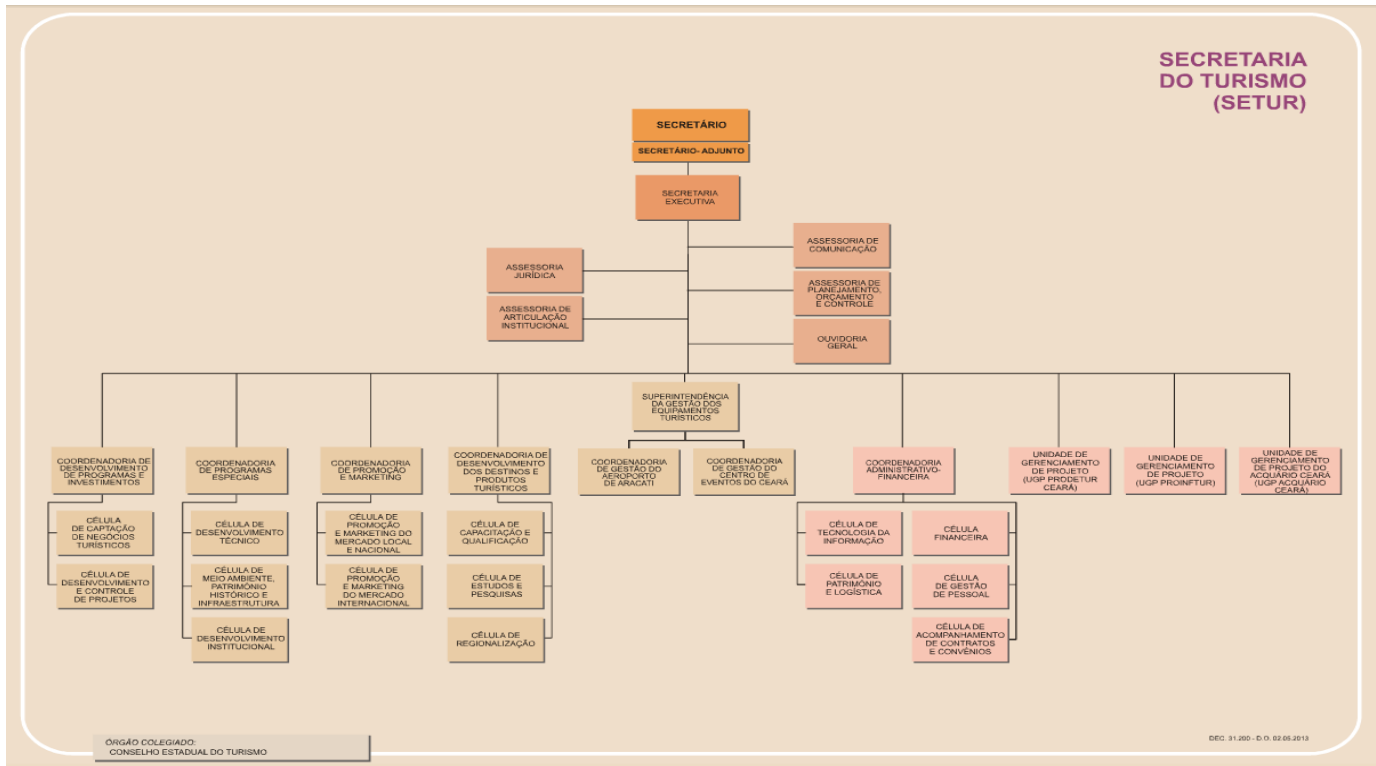 SECRETARIA
DO TURISMO
(SETUR)
SECRETÁRIO
SECRETÁRIO- ADJUNTO
SECRETARIA
EXECUTIVA
ASSESSORIA DE
COMUNICAÇÃO
ASSESSORIA
JURÍDICA
ASSESSORIA DE
PLANEJAMENTO,
ORÇAMENTO
E CONTROLE
ASSESSORIA DE
ARTICULAÇÃO
INSTITUCIONAL
OUVIDORIA
GERAL
SUPERINTENDÊNCIA
DA GESTÃO DOS
EQUIPAMENTOS
TURÍSTICOS
COORDENADORIA DE
DESENVOLVIMENTO
DE PROGRAMAS E
INVESTIMENTOS
COORDENADORIA
DE PROGRAMAS
ESPECIAIS
COORDENADORIA
DE PROMOÇÃO
E MARKETING
COORDENADORIA DE
DESENVOLVIMENTO
DOS DESTINOS E
PRODUTOS
TURÍSTICOS
COORDENADORIA
DE GESTÃO DO
AEROPORTO
DE ARACATI
COORDENADORIA
DE GESTÃO DO
CENTRO DE
EVENTOS DO CEARÁ
COORDENADORIA
ADMINISTRATIVO-
FINANCEIRA
UNIDADE DE
GERENCIAMENTO
DE PROJETO
(UGP PRODETUR
CEARÁ)
UNIDADE DE
GERENCIAMENTO
DE PROJETO
(UGP PROINFTUR)
UNIDADE DE
GERENCIAMENTO
DE PROJETO DO
ACQUÁRIO CEARÁ
(UGP ACQUÁRIO
CEARÁ)
CÉLULA
DE CAPTAÇÃO
DE NEGÓCIOS
TURÍSTICOS
CÉLULA DE
DESENVOLVIMENTO
TÉCNICO
CÉLULA DE
PROMOÇÃO
E MARKETING DO
MERCADO LOCAL
E NACIONAL
CÉLULA DE
CAPACITAÇÃO E
QUALIFICAÇÃO
CÉLULA DE
TECNOLOGIA DA
INFORMAÇÃO
CÉLULA
FINANCEIRA
CÉLULA DE
DESENVOLVIMENTO
E CONTROLE
DE PROJETOS
CÉLULA DE
MEIO AMBIENTE,
PATRIMÔNIO
HISTÓRICO E
INFRAESTRUTURA
CÉLULA DE
PROMOÇÃO
E MARKETING
DO MERCADO
INTERNACIONAL
CÉLULA DE
ESTUDOS E
PESQUISAS
CÉLULA DE
PATRIMÔNIO
E LOGÍSTICA
CÉLULA
DE GESTÃO
DE PESSOAL
CÉLULA DE
DESENVOLVIMENTO
INSTITUCIONAL
CÉLULA DE
REGIONALIZAÇÃO
CÉLULA DE
ACOMPANHAMENTO
DE CONTRATOS
E CONVÊNIOS
ÓRGÃO COLEGIADO:
CONSELHO ESTADUAL DO TURISMO
DEC. 31.200 - D.O. 02.05.2013